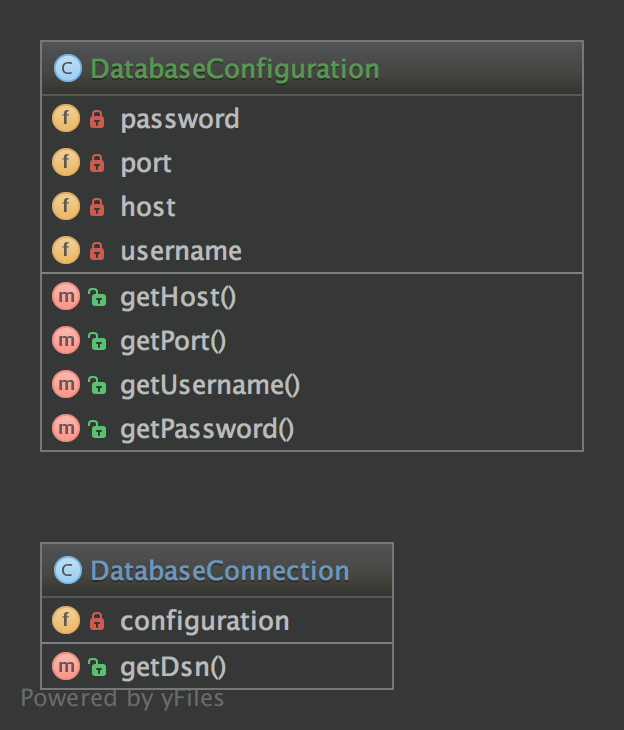 C DatabaseConfiguration
f password
f port
f host
f username
m getHost()
m getPort()
m getUsername()
m getPassword()
C DatabaseConnection
f configuration
m getDsn()
Powered by yFiles